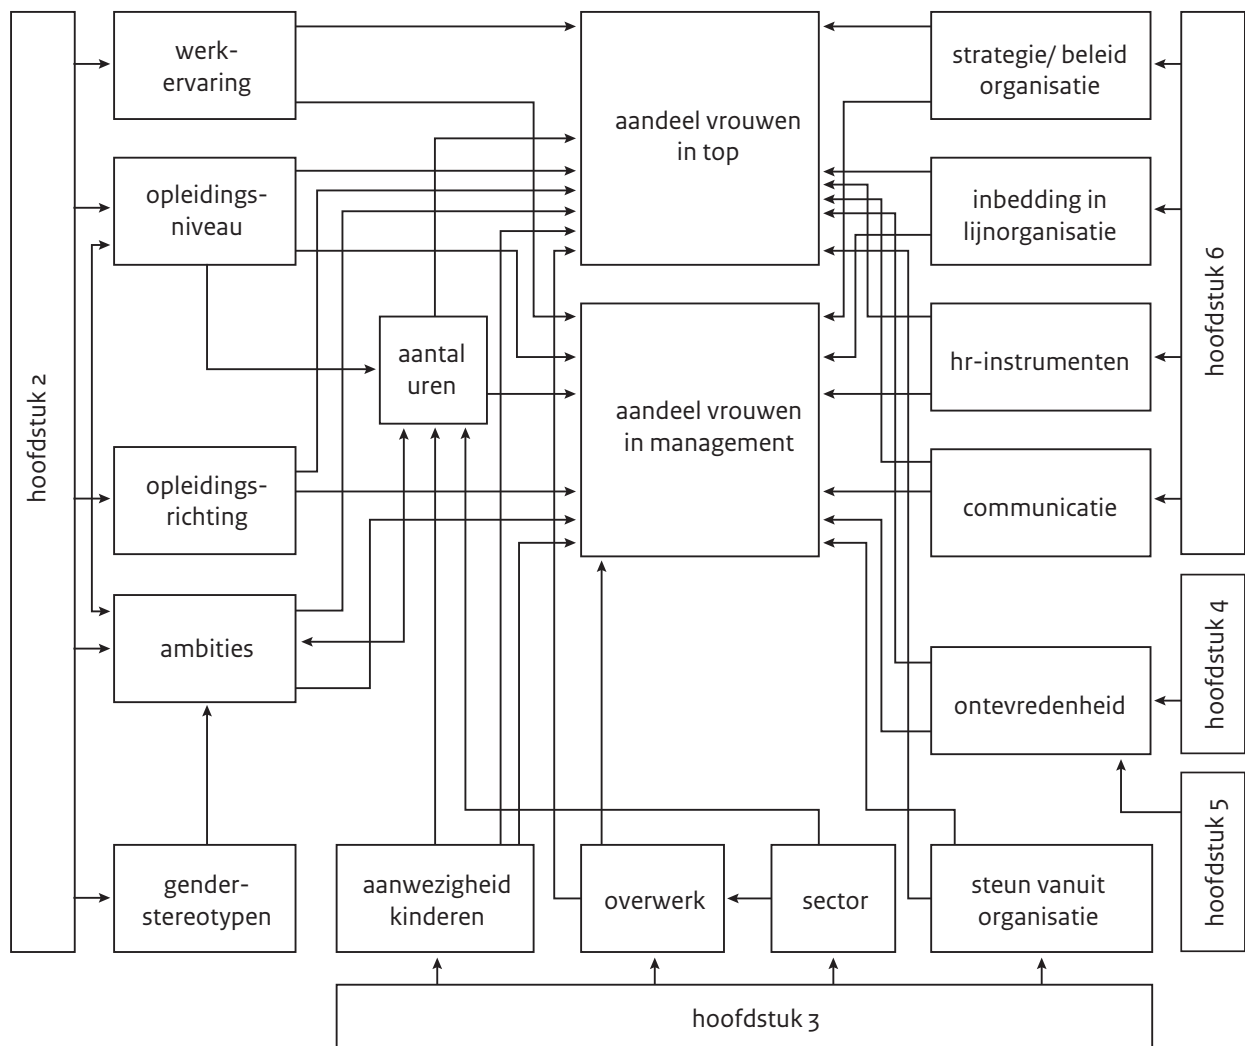 hoofdstuk 2
werk-
ervaring
opleidings-
niveau
opleidings-
richting
ambities
gender-
stereotypen
aantal
uren
aandeel vrouwen
in top
aandeel vrouwen
in management
strategie/ beleid
organisatie
inbedding in
lijnorganisatie
hr-instrumenten
communicatie
ontevredenheid
hoofdstuk 6
hoofdstuk 4
hoofdstuk 5
aanwezigheid
kinderen
overwerk
sector
steun vanuit
organisatie
hoofdstuk 3